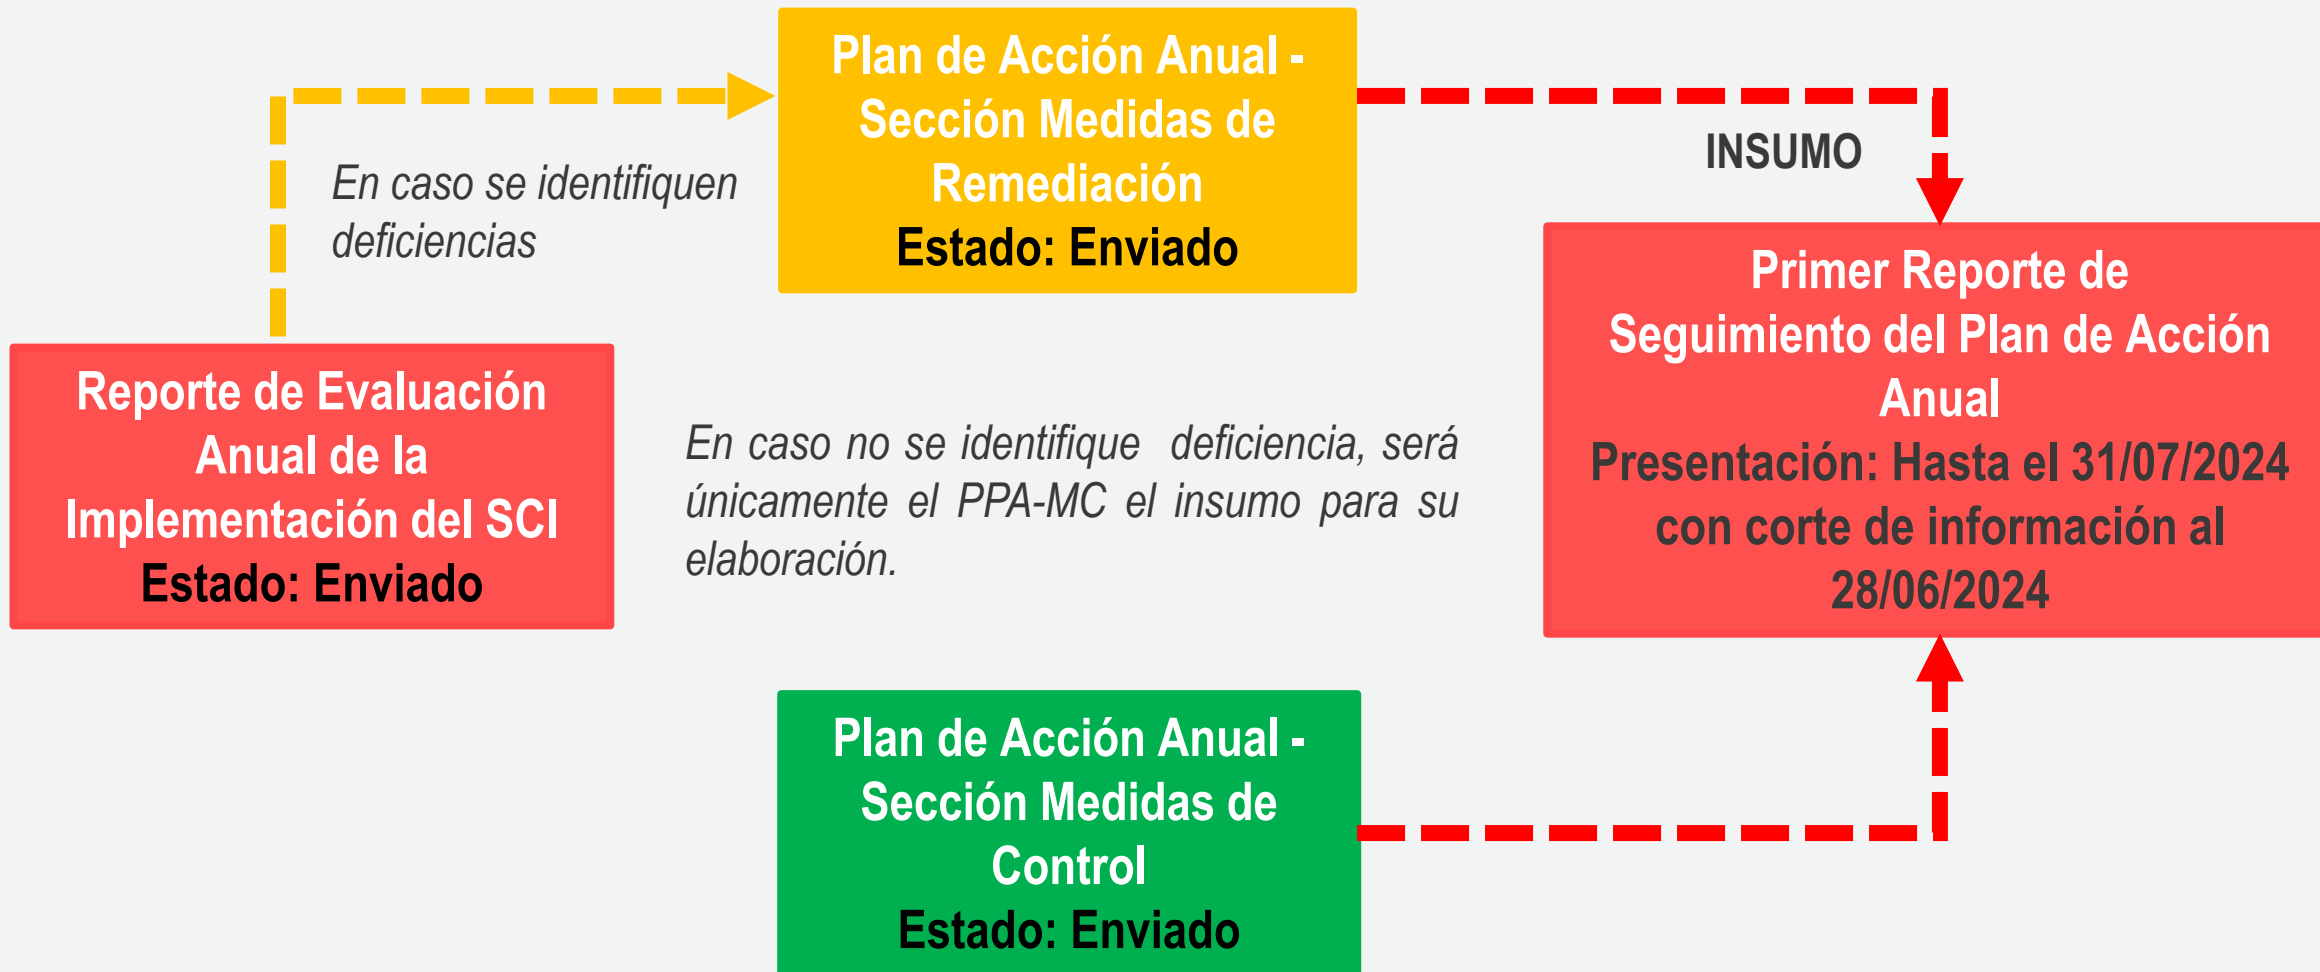 Plan de Acción Anual -
Sección Medidas de
Remediación
Estado: Enviado
En caso se identifiquen
deficiencias
INSUMO
Reporte de Evaluación
Anual de la
Implementación del SCI
Estado: Enviado
En caso no se identifique deficiencia, será
únicamente el PPA-MC el insumo para su
elaboración.
Primer Reporte de
Seguimiento del Plan de Acción
Anual
Presentación: Hasta el 31/07/2024
con corte de información al
28/06/2024
Plan de Acción Anual -
Sección Medidas de
Control
Estado: Enviado